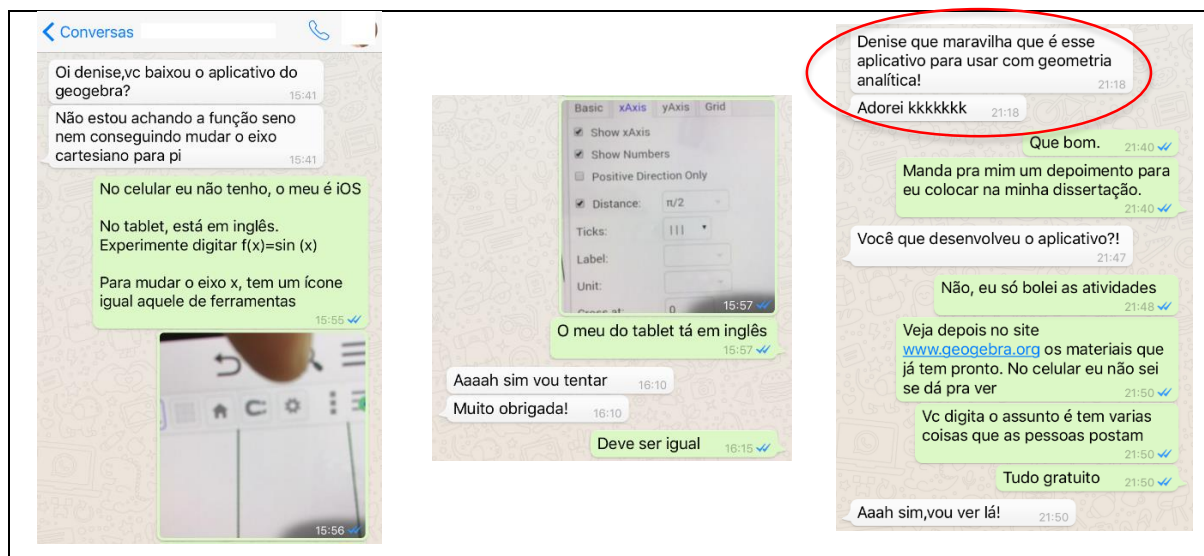 Conversas
Oi denise,vc baixou o aplicativo do
geogebra?
15:41
Não estou achando a função seno
nem conseguindo mudar o eixo
cartesiano para pi
15:41
No celular eu não tenho, o meu é iOS
No tablet, está em inglês.
Experimente digitar f(x)=sin (x)
Para mudar o eixo x, tem um ícone
igual aquele de ferramentas
15:55
15:56
Basic xAxis yAxis Grid
Show xAxis
Show Numbers
Positive Direction Only
Distance: π/2
Ticks:
Label:
Unit:
Cross at: 0
15:57
O meu do tablet tá em inglês
15:57
Aaaah sim vou tentar
16:10
Muito obrigada!
16:10
Deve ser igual
16:15
Denise que maravilha que é esse
aplicativo para usar com geometria
analítica!
21:18
Adorei kkkkkkk
21:18
Que bom.
21:40
Manda pra mim um depoimento para
eu colocar na minha dissertação.
21:40
Você que desenvolveu o aplicativo?!
21:47
Não, eu só bolei as atividades
21:48
Veja depois no site
www.geogebra.org os materiais que
já tem pronto. No celular eu não sei
se dá pra ver
21:50
Vc digita o assunto é tem varias
coisas que as pessoas postam
21:50
Tudo gratuito
21:50
Aaah sim,vou ver lá!
21:50